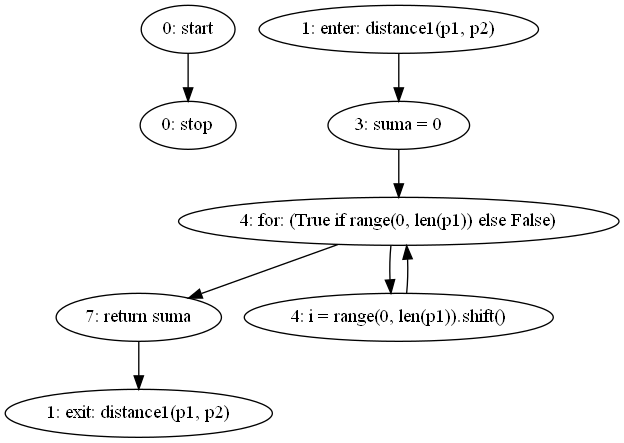 0: start
1: enter: distance1(p1, p2)
0: stop
3: suma = 0
4: for: (True if range(0, len(p1)) else False)
7: return suma
4: i = range(0, len(p1)).shift()
1: exit: distance1(p1, p2)